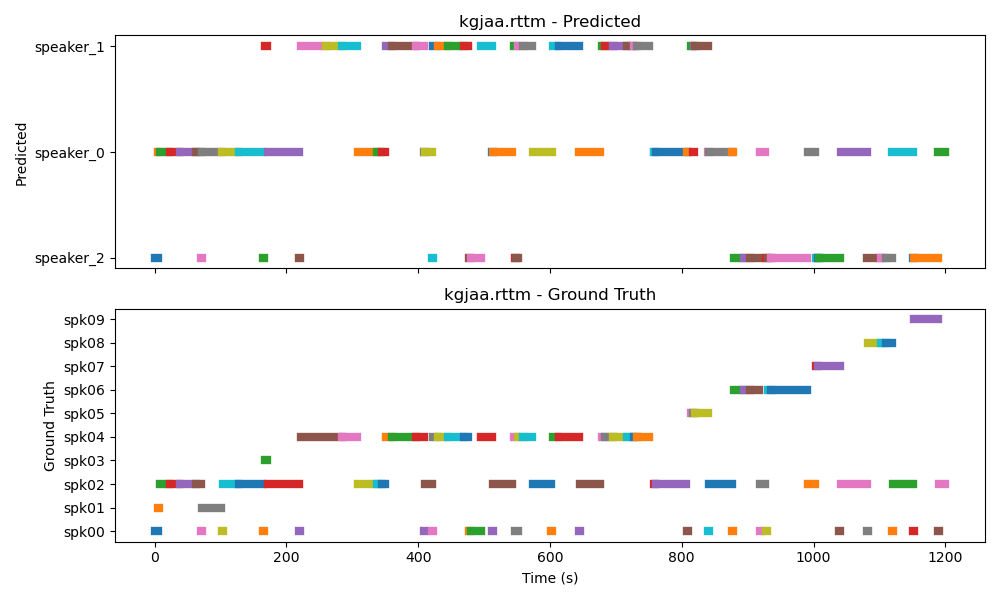 kgjaa.rttm - Predicted
speaker_1
speaker_0
speaker_2
Predicted
kgjaa.rttm - Ground Truth
spk09
spk08
spk07
spk06
spk05
spk04
spk03
spk02
spk01
spk00
Ground Truth
0 200 400 600 800 1000 1200
Time (s)